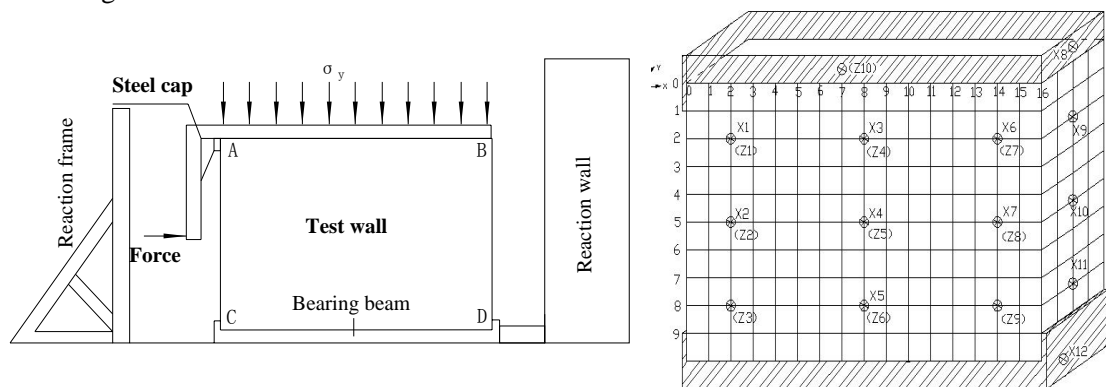 σy
Steel cap
A
B
Reaction frame
Test wall
Reaction wall
Force
Bearing beam
C
D
X8
(Z10)
Y
X
0
0 1 2 3 4 5 6 7 8 9 10 11 12 13 14 15 16
1
X9
X1
X3
X6
2
(Z1)
(Z4)
(Z7)
3
4
X10
X2
X4
X7
5
(Z2)
(Z5)
(Z8)
6
7
X11
X5
8
(Z3)
(Z6)
(Z9)
9
X12